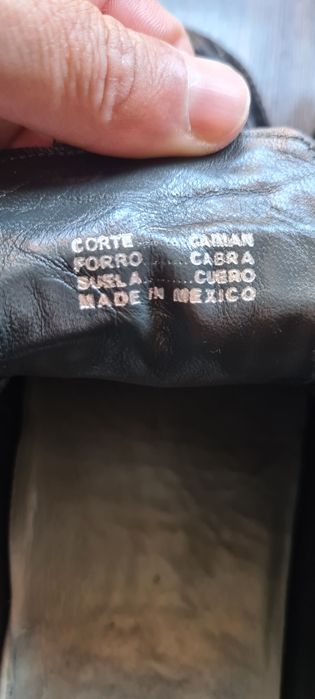 CORTE.......CAIMAN
FORRO......CABRA
SUELA......CUERO
MADE IN MEXICO